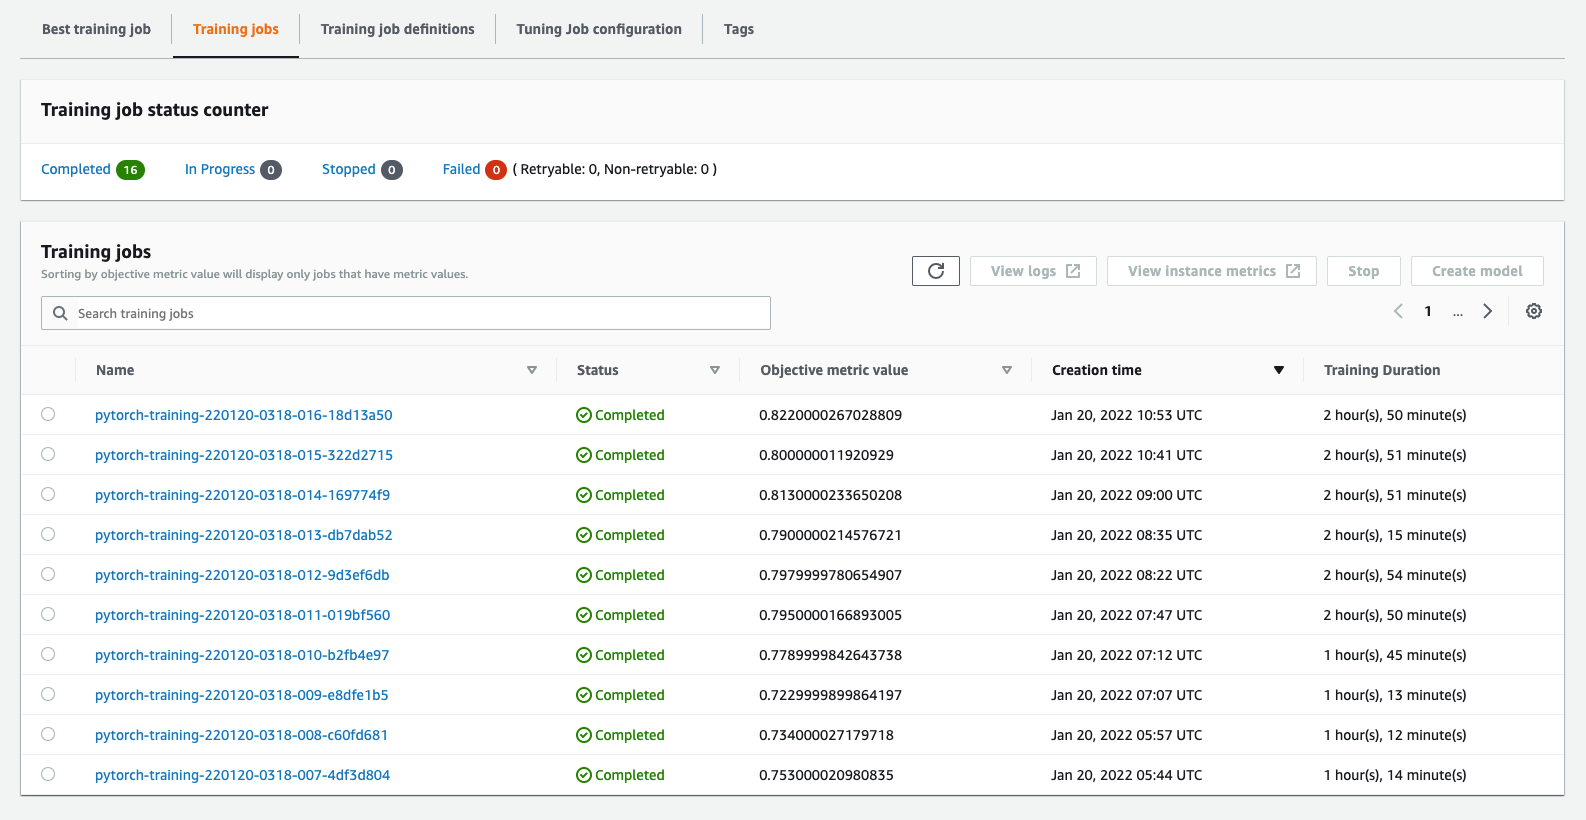 Best training job Training jobs Training job definitions Tuning Job configuration Tags
Training job status counter
Completed 16 In Progress 0 Stopped 0 Failed 0 ( Retryable: 0, Non-retryable: 0 )
Training jobs
Sorting by objective metric value will display only jobs that have metric values.
View logs View instance metrics Stop Create model
Search training jobs
1 ...
Name Status Objective metric value Creation time Training Duration
pytorch-training-220120-0318-016-18d13a50 Completed 0.8220000267028809 Jan 20, 2022 10:53 UTC 2 hour(s), 50 minute(s)
pytorch-training-220120-0318-015-322d2715 Completed 0.800000011920929 Jan 20, 2022 10:41 UTC 2 hour(s), 51 minute(s)
pytorch-training-220120-0318-014-169774f9 Completed 0.8130000233650208 Jan 20, 2022 09:00 UTC 2 hour(s), 51 minute(s)
pytorch-training-220120-0318-013-db7dab52 Completed 0.7900000214576721 Jan 20, 2022 08:35 UTC 2 hour(s), 15 minute(s)
pytorch-training-220120-0318-012-9d3ef6db Completed 0.7979999780654907 Jan 20, 2022 08:22 UTC 2 hour(s), 54 minute(s)
pytorch-training-220120-0318-011-019bf560 Completed 0.7950000166893005 Jan 20, 2022 07:47 UTC 2 hour(s), 50 minute(s)
pytorch-training-220120-0318-010-b2fb4e97 Completed 0.7789999842643738 Jan 20, 2022 07:12 UTC 1 hour(s), 45 minute(s)
pytorch-training-220120-0318-009-e8dfe1b5 Completed 0.7229999899864197 Jan 20, 2022 07:07 UTC 1 hour(s), 13 minute(s)
pytorch-training-220120-0318-008-c60fd681 Completed 0.734000027179718 Jan 20, 2022 05:57 UTC 1 hour(s), 12 minute(s)
pytorch-training-220120-0318-007-4df3d804 Completed 0.753000020980835 Jan 20, 2022 05:44 UTC 1 hour(s), 14 minute(s)